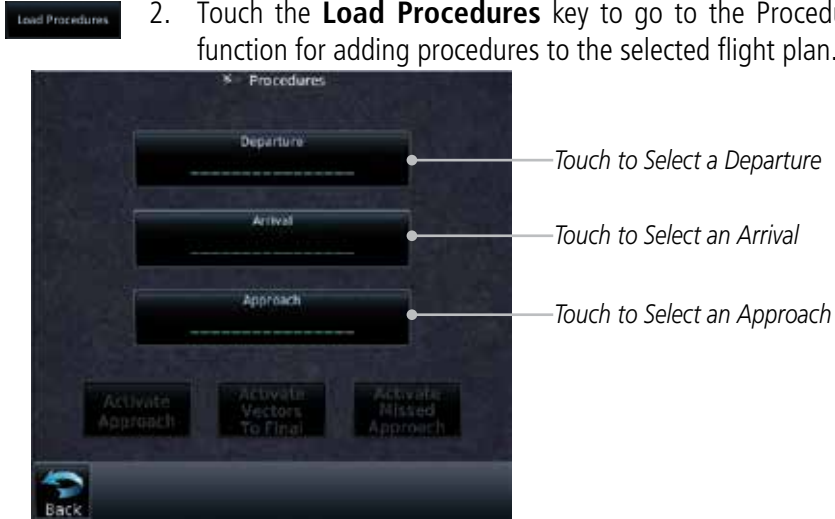 Load Procedures
2. Touch the Load Procedures key to go to the Procedu
function for adding procedures to the selected flight plan.
Procedures
Departure
Touch to Select a Departure
Arrival
Touch to Select an Arrival
Approach
Touch to Select an Approach
Activate
Approach
Activate
Vectors
To Final
Activate
Missed
Approach
Back